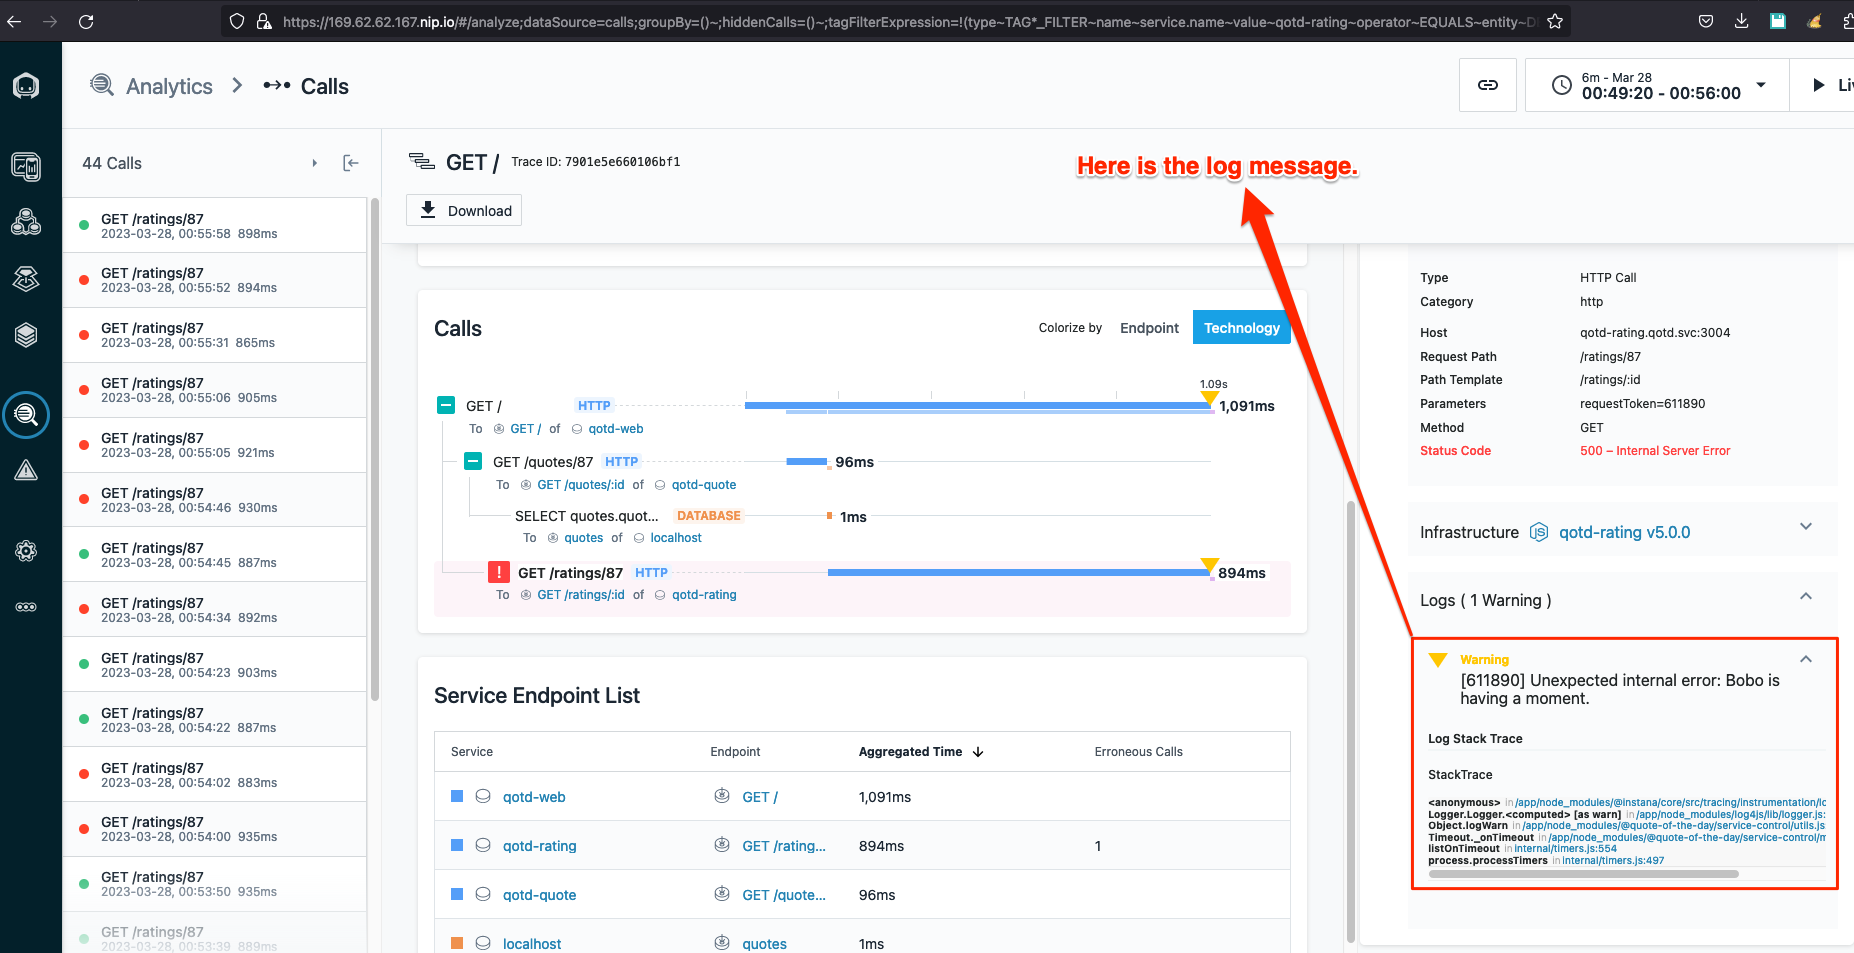 https://169.62.62.167.nip.io/#/analyze;dataSource=calls;groupBy=()~;hiddenCalls=()~;tagFilterExpression=!(type~TAG*_FILTER~name~service.name~value~qotd-rating~operator~EQUALS~entity~
Analytics
Calls
6m - Mar 28
00:49:20 - 00:56:00
44 Calls
GET /ratings/87
2023-03-28, 00:55:58 898ms
GET /ratings/87
2023-03-28, 00:55:52 894ms
GET /ratings/87
2023-03-28, 00:55:31 865ms
GET /ratings/87
2023-03-28, 00:55:06 905ms
GET /ratings/87
2023-03-28, 00:55:05 921ms
GET /ratings/87
2023-03-28, 00:54:46 930ms
GET /ratings/87
2023-03-28, 00:54:45 887ms
GET /ratings/87
2023-03-28, 00:54:34 892ms
GET /ratings/87
2023-03-28, 00:54:23 903ms
GET /ratings/87
2023-03-28, 00:54:22 887ms
GET /ratings/87
2023-03-28, 00:54:02 883ms
GET /ratings/87
2023-03-28, 00:54:00 935ms
GET /ratings/87
2023-03-28, 00:53:50 935ms
GET /ratings/87
2023-03-28, 00:53:39 889ms
GET / Trace ID: 7901e5e660106bf1
Download
Here is the log message.
Calls
Colorize by Endpoint Technology
1.09s
GET / HTTP 1,091ms
To GET / of qotd-web
GET /quotes/87 HTTP 96ms
To GET /quotes/:id of qotd-quote
SELECT quotes.quot... DATABASE 1ms
To quotes of localhost
! GET /ratings/87 HTTP 894ms
To GET /ratings/:id of qotd-rating
Service Endpoint List
Service Endpoint Aggregated Time Erroneous Calls
qotd-web GET / 1,091ms
qotd-rating GET /rating... 894ms 1
qotd-quote GET /quote... 96ms
localhost quotes 1ms
Type HTTP Call
Category http
Host qotd-rating.qotd.svc:3004
Request Path /ratings/87
Path Template /ratings/:id
Parameters requestToken=611890
Method GET
Status Code 500 – Internal Server Error
Infrastructure JS qotd-rating v5.0.0
Logs ( 1 Warning )
Warning
[611890] Unexpected internal error: Bobo is
having a moment.
Log Stack Trace
StackTrace
<anonymous> in /app/node_modules/@instana/core/src/tracing/instrumentation/lo
Logger.Logger.<computed> [as warn] in /app/node_modules/log4js/lib/logger.js:
Object.logWarn in /app/node_modules/@quote-of-the-day/service-control/utils.js
Timeout._onTimeout in /app/node_modules/@quote-of-the-day/service-control/m
listOnTimeout in internal/timers.js:554
process.processTimers in internal/timers.js:497